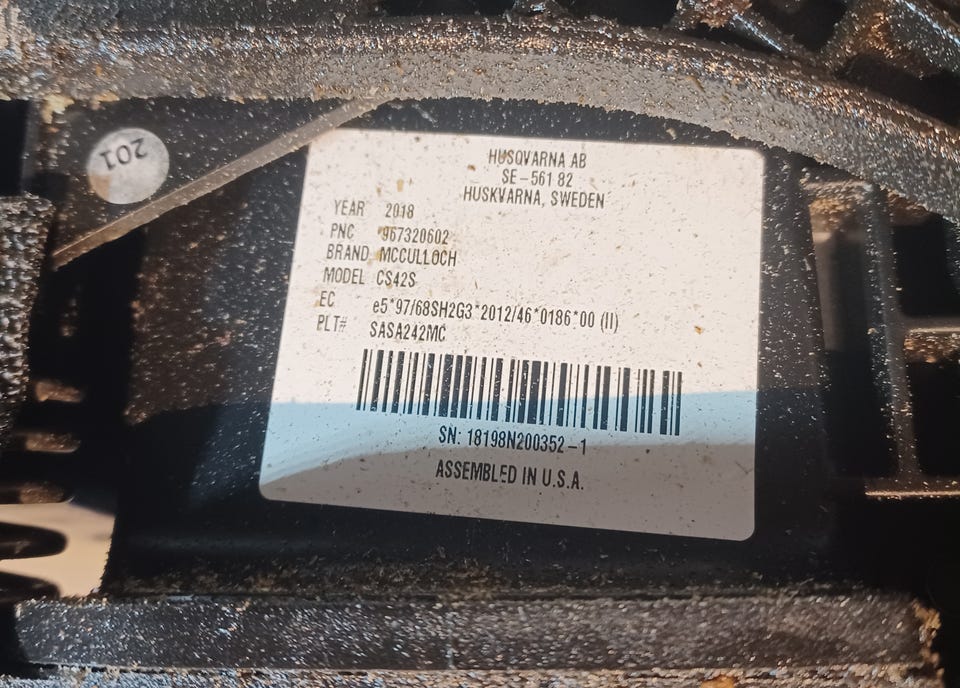 201
HUSQVARNA AB
SE-561 82
HUSKVARNA, SWEDEN
YEAR 2018
PNC 967320602
BRAND MCCULLOCH
MODEL CS42S
EC e5*97/68SH2G3*2012/46*0186*00 (II)
PLT# SASA242MC
SN: 18198N200352-1
ASSEMBLED IN U.S.A.